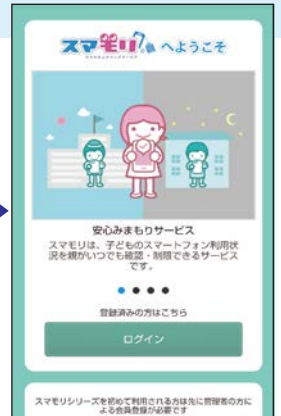 スマモリ へようこそ
安心みまもりサービス
スマモリは、子どものスマートフォン利用状
況を親がいつでも確認・制限できるサービス
です。
登録済みの方はこちら
ログイン
スマモリシリーズを初めて利用される方は先に管理者の方に
よる会員登録が必要です